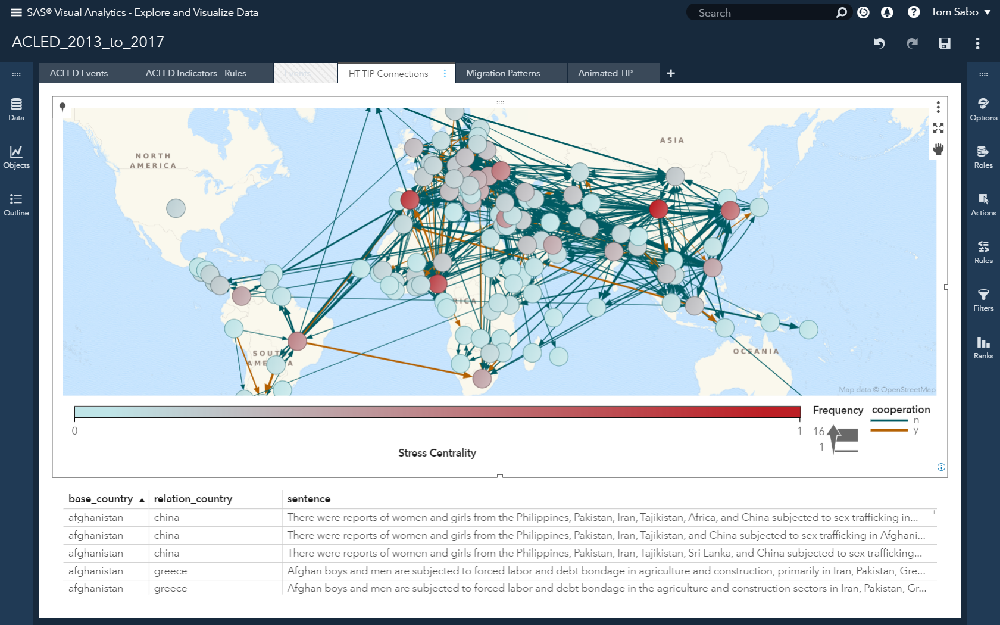 SAS® Visual Analytics - Explore and Visualize Data
Search
Tom Sabo
ACLED_2013_to_2017
ACLED Events
ACLED Indicators - Rules
Events
HT TIP Connections
Migration Patterns
Animated TIP
Data
Objects
Outline
Options
Roles
Actions
Rules
Filters
Ranks
NORTH
AMERICA
ASIA
RICA
SOUT
AMERICA
OCEANIA
Map data © OpenStreetMap
0
1
Stress Centrality
Frequency
16
1
cooperation
n
y
base_country relation_country sentence
afghanistan china There were reports of women and girls from the Philippines, Pakistan, Iran, Tajikistan, Africa, and China subjected to sex trafficking in...
afghanistan china There were reports of women and girls from the Philippines, Pakistan, Iran, Tajikistan, and China subjected to sex trafficking in Afghani...
afghanistan china There were reports of women and girls from the Philippines, Pakistan, Iran, Tajikistan, Sri Lanka, and China subjected to sex trafficking...
afghanistan greece Afghan boys and men are subjected to forced labor and debt bondage in agriculture and construction, primarily in Iran, Pakistan, Gre...
afghanistan greece Afghan boys and men are subjected to forced labor and debt bondage in the agriculture and construction sectors in Iran, Pakistan, Gr...